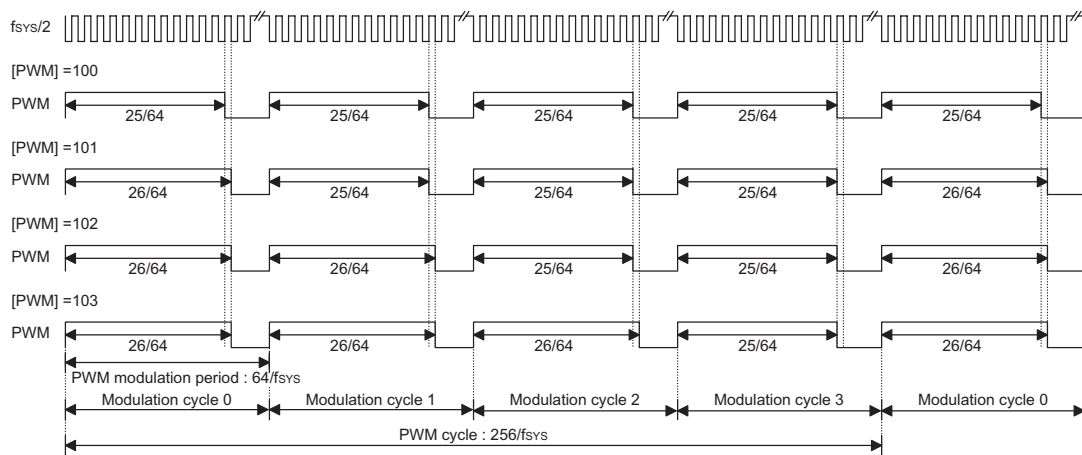 fSYS/2
[PWM] =100
PWM
25/64 25/64 25/64 25/64 25/64
[PWM] =101
PWM
26/64 25/64 25/64 25/64 26/64
[PWM] =102
PWM
26/64 26/64 25/64 25/64 26/64
[PWM] =103
PWM
26/64 26/64 26/64 25/64 26/64
PWM modulation period : 64/fSYS
Modulation cycle 0 Modulation cycle 1 Modulation cycle 2 Modulation cycle 3 Modulation cycle 0
PWM cycle : 256/fSYS